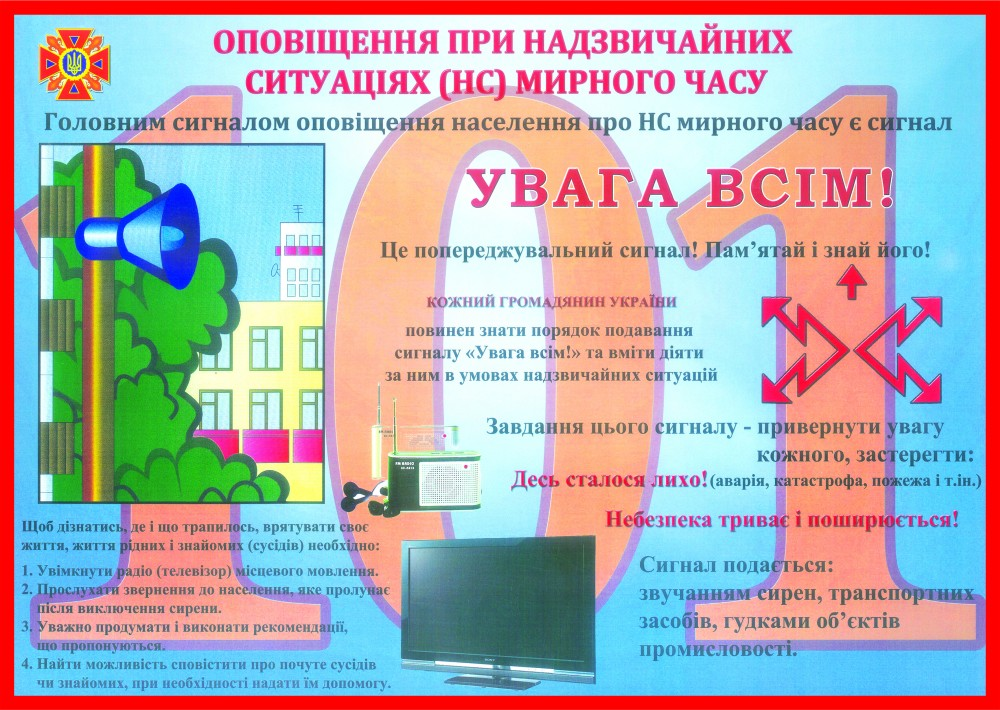 ОПОВІЩЕННЯ ПРИ НАДЗВИЧАЙНИХ
СИТУАЦІЯХ (НС) МИРНОГО ЧАСУ
Головним сигналом оповіщення населення про НС мирного часу є сигнал
УВАГА ВСІМ!
Це попереджувальний сигнал! Пам’ятай і знай його!
КОЖНИЙ ГРОМАДЯНИН УКРАЇНИ
повинен знати порядок подавання
сигналу «Увага всім!» та вміти діяти
за ним в умовах надзвичайних ситуацій
Завдання цього сигналу - привернути увагу
кожного, застерегти:
Десь сталося лихо! (аварія, катастрофа, пожежа і т.ін.)
Небезпека триває і поширюється!
Сигнал подається:
звучанням сирен, транспортних
засобів, гудками об’єктів
промисловості.
Щоб дізнатись, де і що трапилось, врятувати своє
життя, життя рідних і знайомих (сусідів) необхідно:
1. Увімкнути радіо (телевізор) місцевого мовлення.
2. Прослухати звернення до населення, яке пролунає
після виключення сирени.
3. Уважно продумати і виконати рекомендації,
що пропонуються.
4. Найти можливість сповістити про почуте сусідів
чи знайомих, при необхідності надати їм допомогу.
101
SONY